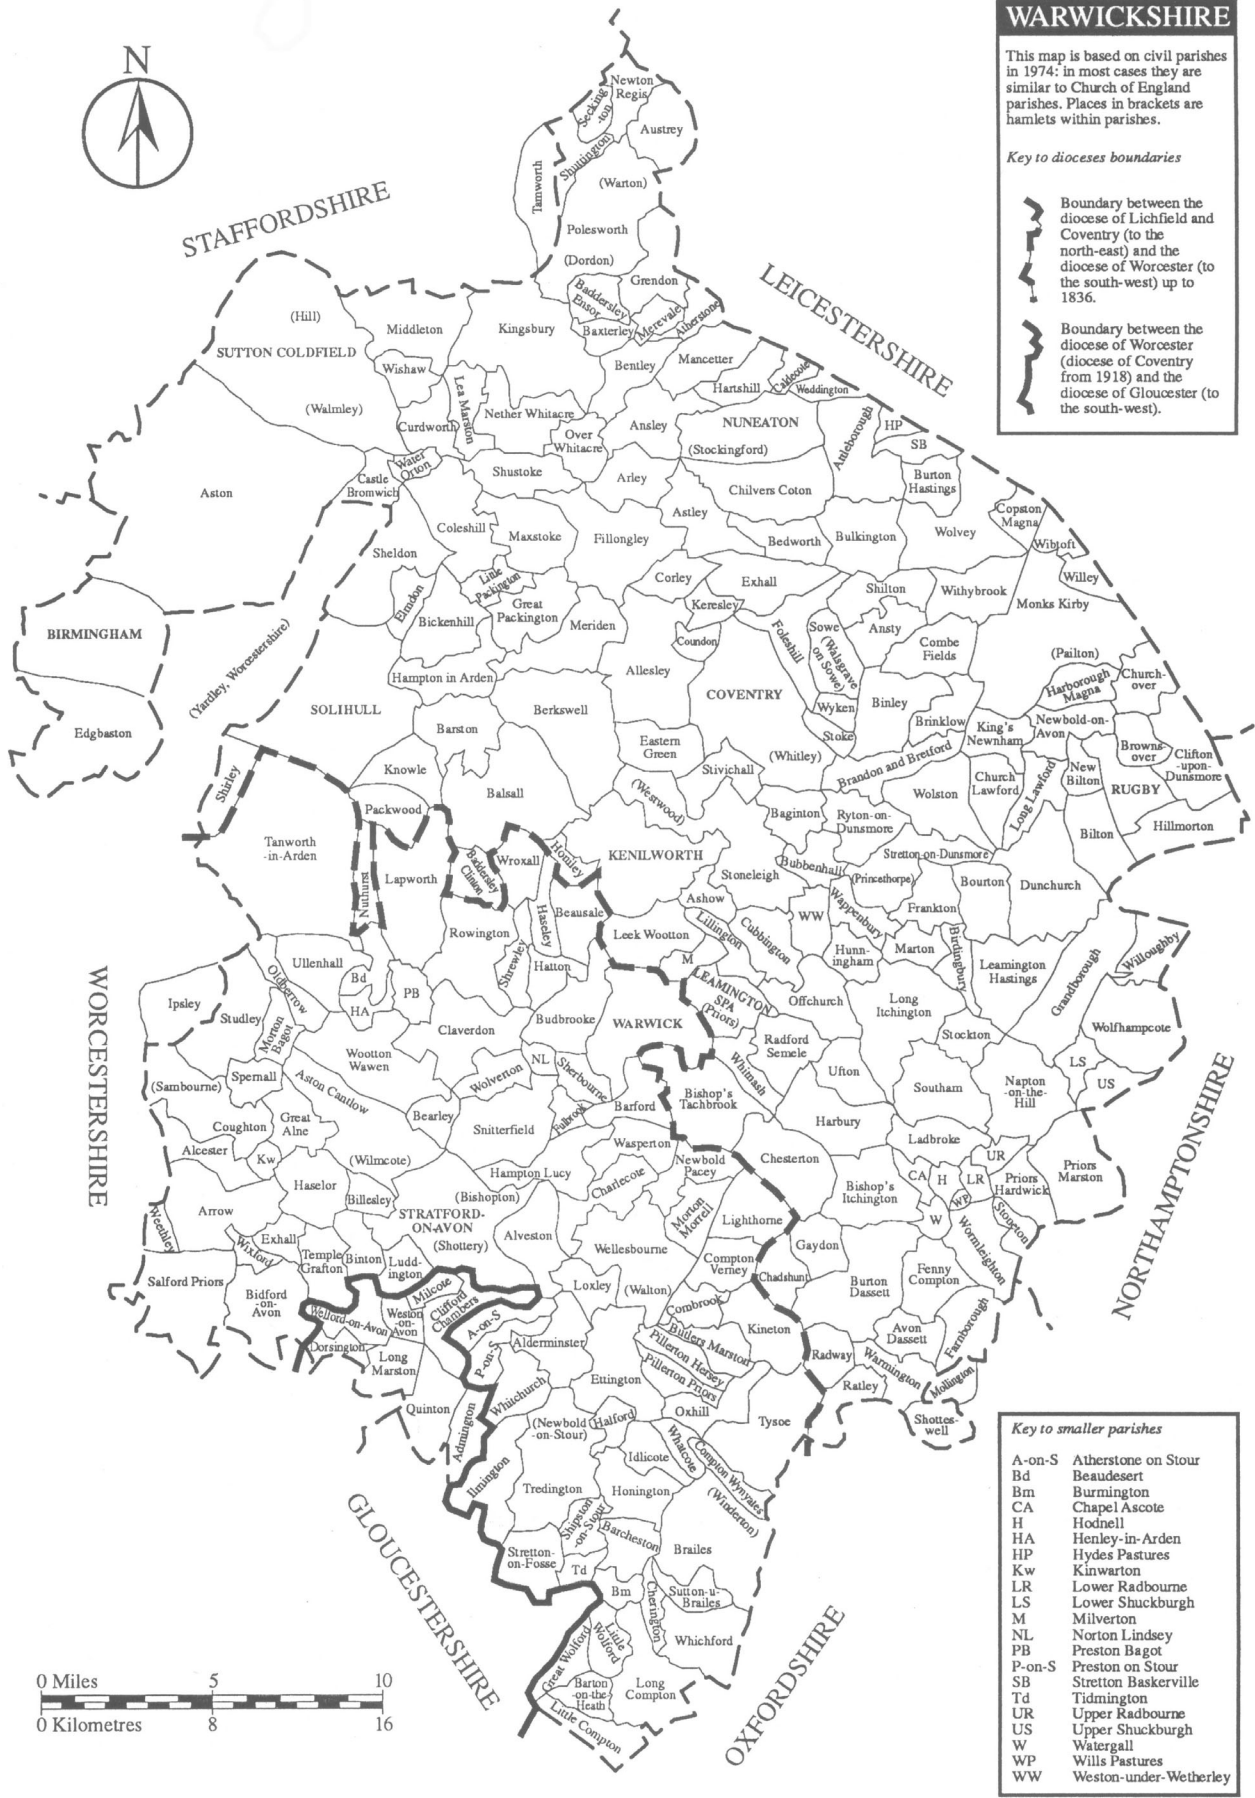 WARWICKSHIRE
This map is based on civil parishes
in 1974: in most cases they are
similar to Church of England
parishes. Places in brackets are
hamlets within parishes.
Key to dioceses boundaries
Boundary between the
diocese of Lichfield and
Coventry (to the
north-east) and the
diocese of Worcester (to
the south-west) up to
1836.
Boundary between the
diocese of Worcester
(diocese of Coventry
from 1918) and the
diocese of Gloucester (to
the south-west).
N
STAFFORDSHIRE
LEICESTERSHIRE
Newton
Regis
Secking
-ton
Austrey
Shuttington
Tamworth
(Warton)
Polesworth
(Dordon)
Grendon
Baddersley
Ensor
Merevale
Atherstone
Baxterley
(Hill)
Middleton
Kingsbury
SUTTON COLDFIELD
Wishaw
Bentley
Mancetter
Hartshill
Caldecote
Weddington
Lea Marston
(Walmley)
Curdworth
Nether Whitacre
Over
Whitacre
Ansley
NUNEATON
(Stockingford)
Attleborough
HP
SB
Water
Orton
Castle
Bromwich
Shustoke
Arley
Chilvers Coton
Burton
Hastings
Aston
Coleshill
Maxstoke
Fillongley
Astley
Bedworth
Bulkington
Wolvey
Copston
Magna
Wibtoft
Willey
Sheldon
Elmdon
Little
Packington
Great
Packington
Bickenhill
Meriden
Corley
Exhall
Keresley
Shilton
Withybrook
Monks Kirby
BIRMINGHAM
(Yardley, Worcestershire)
Coundon
Foleshill
Sowe
(Walsgrave
on Sowe)
Ansty
Combe
Fields
(Pailton)
Harborough
Magna
Church-
over
Hampton in Arden
Allesley
COVENTRY
SOLIHULL
Berkswell
Barston
Wyken
Binley
Stoke
Brinklow
King's
Newnham
Newbold-on-
Avon
Edgbaston
Eastern
Green
Stivichall
(Whitley)
Brandon and Bretford
Browns-
over
Clifton
-upon-
Dunsmore
Shirley
Knowle
Balsall
(Westwood)
Church
Lawford
Long Lawford
New
Bilton
RUGBY
Packwood
Wolston
Baginton
Ryton-on-
Dunsmore
Bilton
Hillmorton
Tanworth
-in-Arden
Nuthurst
Lapworth
Baddersley
Clinton
Wroxall
Honiley
KENILWORTH
Stoneleigh
Bubbenhall
Stretton-on-Dunsmore
(Princethorpe)
Bourton
Dunchurch
Ashow
Rowington
Haseley
Beausale
Leek Wootton
Lillington
Cubbington
WW
Wappenbury
Frankton
Ullenhall
Shrewley
Hatton
M
Hunn-
ingham
Marton
Birdingbury
Leamington
Hastings
Grandborough
Willoughby
WORCESTERSHIRE
Oldberrow
Bd
PB
HA
LEAMINGTON
SPA
(Priors)
Offchurch
Long
Itchington
Ipsley
Studley
Morton
Bagot
Claverdon
Budbrooke
WARWICK
Stockton
Wolfhampcote
Radford
Semele
Wootton
Wawen
NL
Sherbourne
Whitnash
Ufton
LS
US
(Sambourne)
Spernall
Aston Cantlow
Wolverton
Bishop's
Tachbrook
Southam
Napton
-on-the-
Hill
Bearley
Snitterfield
Fulbrook
Barford
Harbury
Coughton
Great
Alne
Ladbroke
Alcester
Kw
(Wilmcote)
Wasperton
Newbold
Pacey
Chesterton
UR
CA
H
LR
WP
W
Priors
Hardwick
Priors
Marston
NORTHAMPTONSHIRE
Haselor
Billesley
Hampton Lucy
Charlecote
Bishop's
Itchington
(Bishopton)
Stoneton
Weethley
Arrow
STRATFORD-
ON-AVON
(Shottery)
Alveston
Morton
Morrell
Lighthorne
Wormleighton
Exhall
Wixford
Temple
Grafton
Binton
Ludd-
ington
Wellesbourne
Compton
Verney
Gaydon
Salford Priors
Bidford
-on-
Avon
Milcote
Loxley
(Walton)
Chadshunt
Burton
Dassett
Fenny
Compton
Welford-on-Avon
Weston
-on-
Avon
Clifford
Chambers
A-on-S
Combrook
Kineton
Dorsington
P-on-S
Alderminster
Butlers Marston
Avon
Dassett
Farnborough
Long
Marston
Pillerton Hersey
Pillerton Priors
Radway
Warmington
Ettington
Ratley
Mollington
Quinton
Whitchurch
Oxhill
Tysoe
Shottes-
well
Admington
(Newbold
-on-Stour)
Halford
Idlicote
Whatcote
Compton Wynyates
Ilmington
Tredington
Honington
(Winderton)
GLOUCESTERSHIRE
Shipston
-on-Stour
Barcheston
Brailes
Stretton-
on-Fosse
Td
Bm
Cherington
Sutton-u-
Brailes
Little
Wolford
Whichford
Great Wolford
Barton
-on-the
Heath
Long
Compton
OXFORDSHIRE
Little Compton
0 Miles 5 10
0 Kilometres 8 16
Key to smaller parishes
A-on-S Atherstone on Stour
Bd Beaudesert
Bm Burmington
CA Chapel Ascote
H Hodnell
HA Henley-in-Arden
HP Hydes Pastures
Kw Kinwarton
LR Lower Radbourne
LS Lower Shuckburgh
M Milverton
NL Norton Lindsey
PB Preston Bagot
P-on-S Preston on Stour
SB Stretton Baskerville
Td Tidmington
UR Upper Radbourne
US Upper Shuckburgh
W Watergall
WP Wills Pastures
WW Weston-under-Wetherley